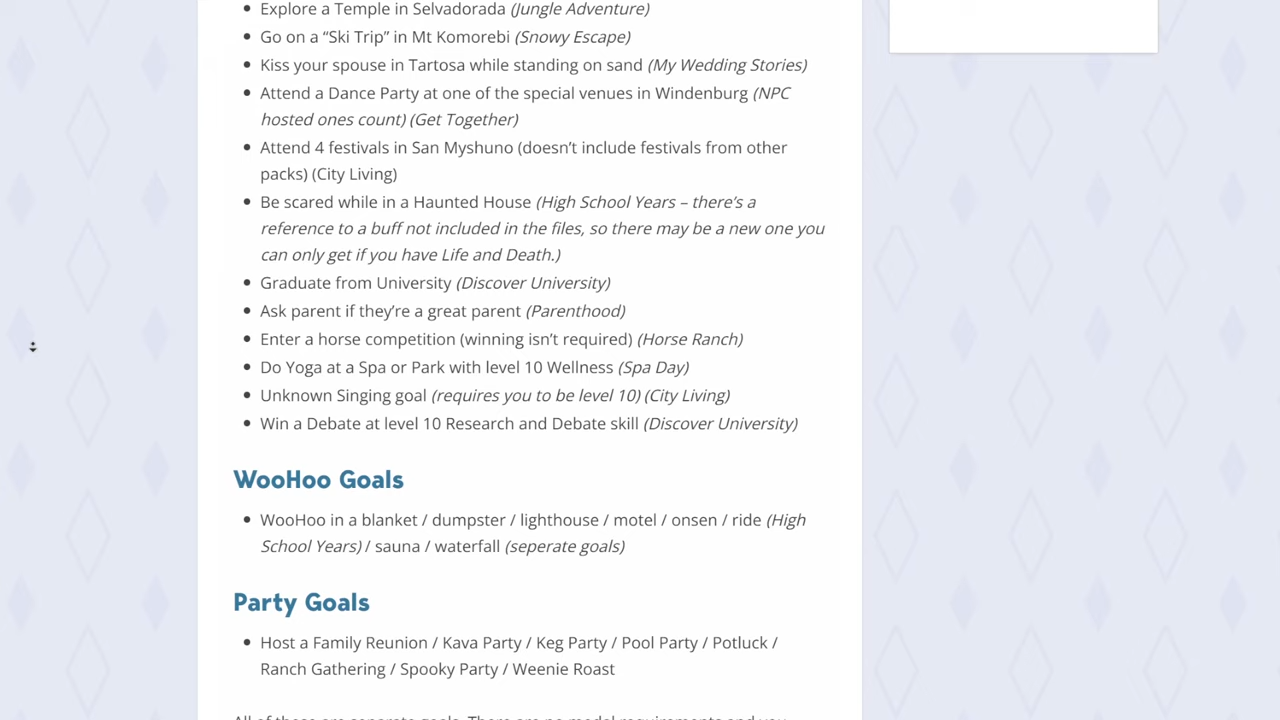 Explore a Temple in Selvadorada (Jungle Adventure)
Go on a “Ski Trip” in Mt Komorebi (Snowy Escape)
Kiss your spouse in Tartosa while standing on sand (My Wedding Stories)
Attend a Dance Party at one of the special venues in Windenburg (NPC
hosted ones count) (Get Together)
Attend 4 festivals in San Myshuno (doesn’t include festivals from other
packs) (City Living)
Be scared while in a Haunted House (High School Years – there’s a
reference to a buff not included in the files, so there may be a new one you
can only get if you have Life and Death.)
Graduate from University (Discover University)
Ask parent if they’re a great parent (Parenthood)
Enter a horse competition (winning isn’t required) (Horse Ranch)
Do Yoga at a Spa or Park with level 10 Wellness (Spa Day)
Unknown Singing goal (requires you to be level 10) (City Living)
Win a Debate at level 10 Research and Debate skill (Discover University)
WooHoo Goals
WooHoo in a blanket / dumpster / lighthouse / motel / onsen / ride (High
School Years) / sauna / waterfall (seperate goals)
Party Goals
Host a Family Reunion / Kava Party / Keg Party / Pool Party / Potluck /
Ranch Gathering / Spooky Party / Weenie Roast